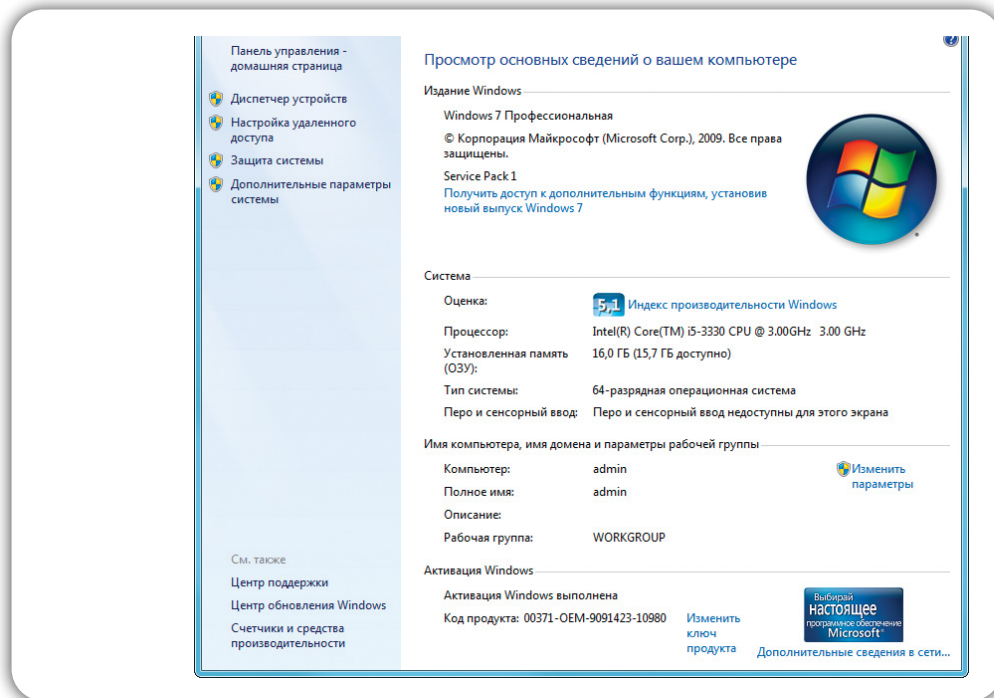 Панель управления -
домашняя страница
Диспетчер устройств
Настройка удаленного
доступа
Защита системы
Дополнительные параметры
системы
См. также
Центр поддержки
Центр обновления Windows
Счетчики и средства
производительности
?
Просмотр основных сведений о вашем компьютере
Издание Windows
Windows 7 Профессиональная
© Корпорация Майкрософт (Microsoft Corp.), 2009. Все права
защищены.
Service Pack 1
Получить доступ к дополнительным функциям, установив
новый выпуск Windows 7
Система
Оценка: 5,1 Индекс производительности Windows
Процессор: Intel(R) Core(TM) i5-3330 CPU @ 3.00GHz 3.00 GHz
Установленная память 16,0 ГБ (15,7 ГБ доступно)
(ОЗУ):
Тип системы: 64-разрядная операционная система
Перо и сенсорный ввод: Перо и сенсорный ввод недоступны для этого экрана
Имя компьютера, имя домена и параметры рабочей группы
Компьютер: admin Изменить
параметры
Полное имя: admin
Описание:
Рабочая группа: WORKGROUP
Активация Windows
Активация Windows выполнена
Код продукта: 00371-OEM-9091423-10980 Изменить
ключ
продукта
Выбирай
настоящее
программное обеспечение
Microsoft®
Дополнительные сведения в сети...